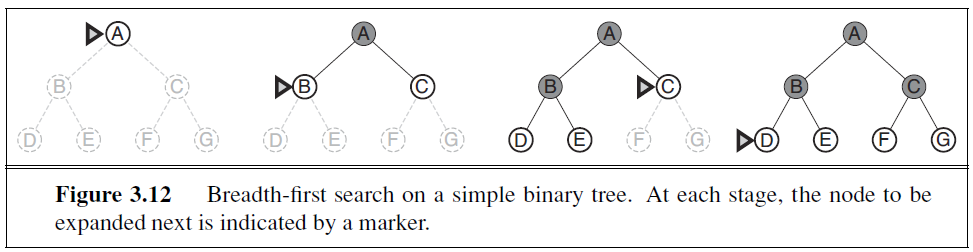 A A A A
B C B C B C B C
D E F G D E F G D E F G D E F G
Figure 3.12 Breadth-first search on a simple binary tree. At each stage, the node to be
expanded next is indicated by a marker.